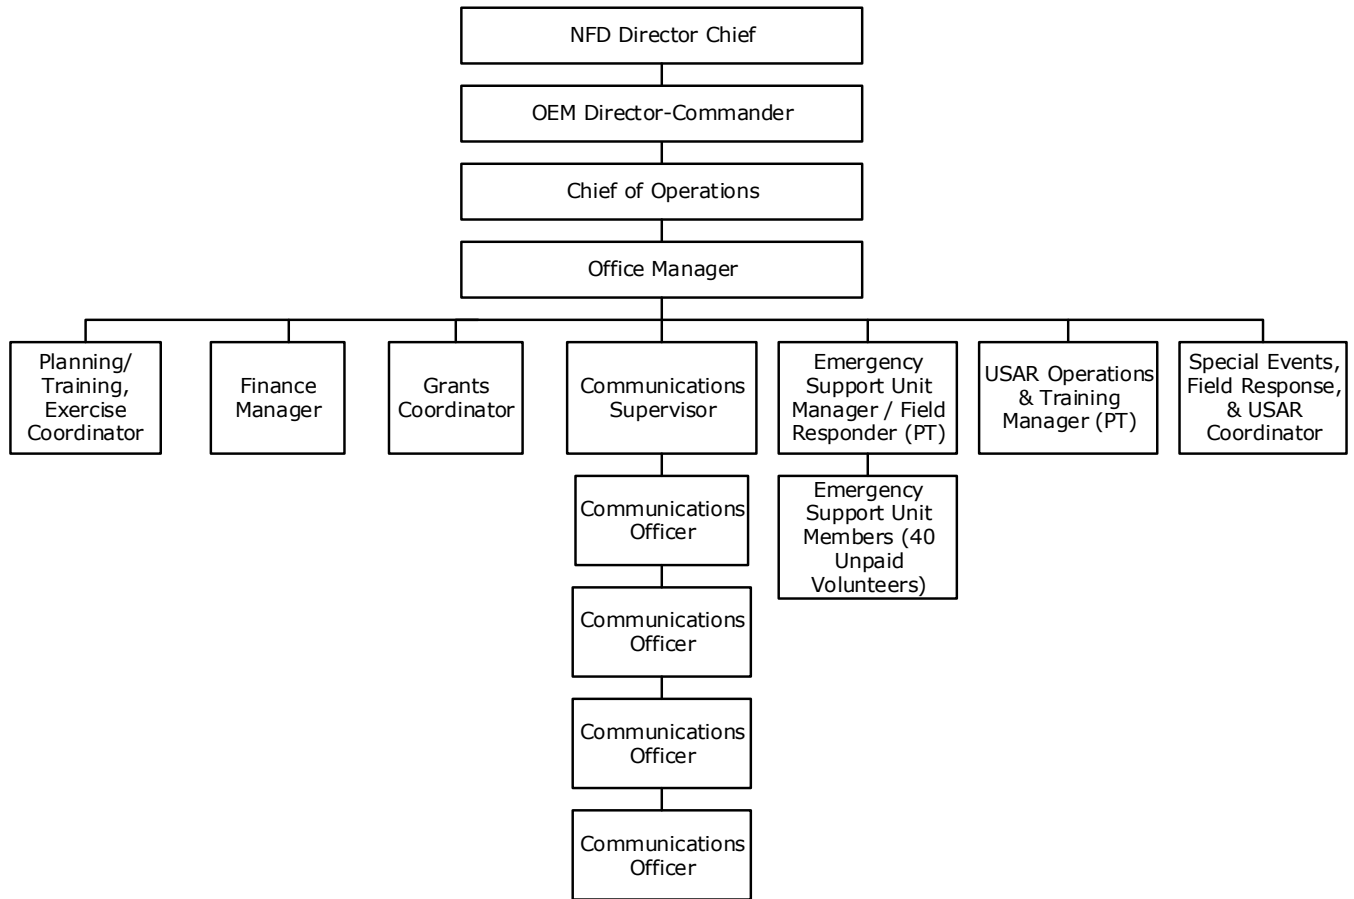 NFD Director Chief
OEM Director-Commander
Chief of Operations
Office Manager
Planning/
Training,
Exercise
Coordinator
Finance
Manager
Grants
Coordinator
Communications
Supervisor
Emergency
Support Unit
Manager / Field
Responder (PT)
USAR Operations
& Training
Manager (PT)
Special Events,
Field Response,
& USAR
Coordinator
Communications
Officer
Emergency
Support Unit
Members (40
Unpaid
Volunteers)
Communications
Officer
Communications
Officer
Communications
Officer